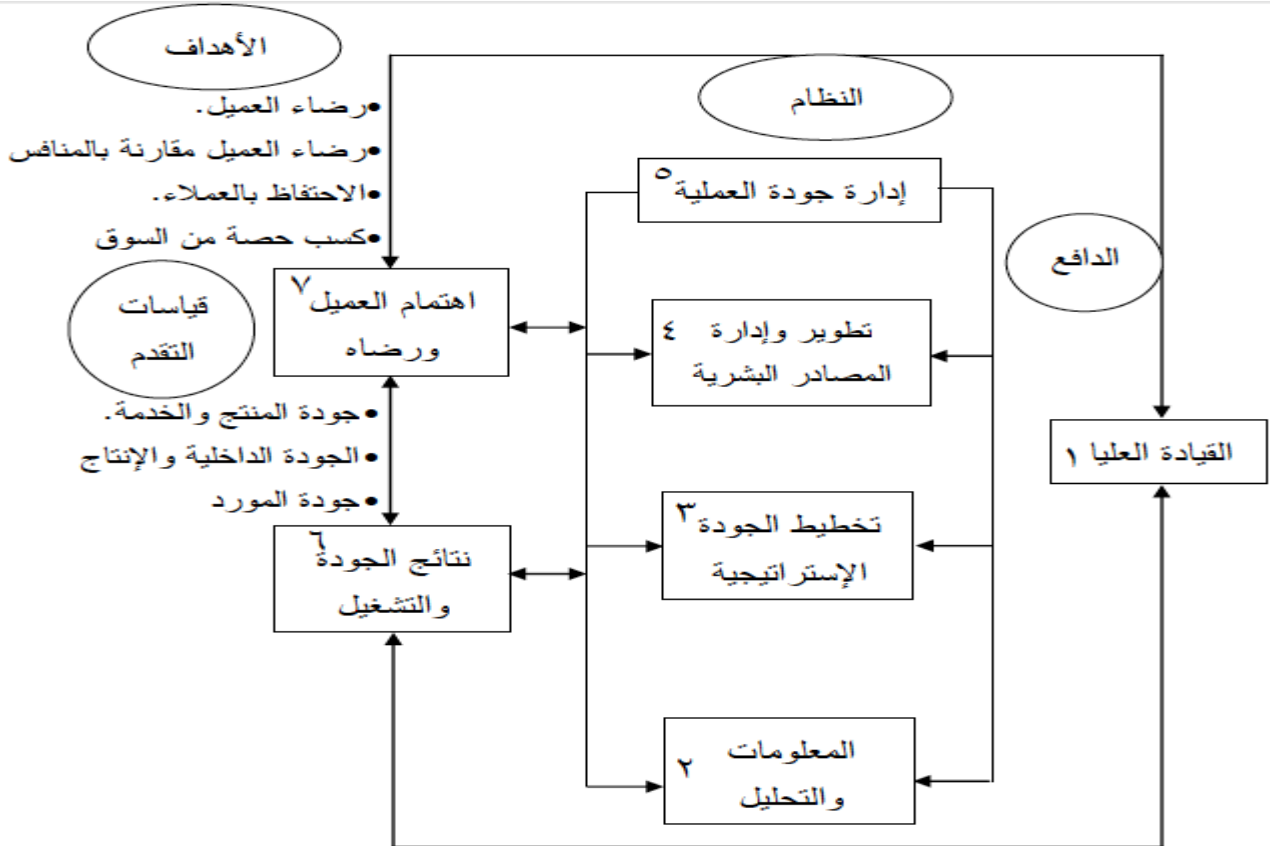 الأهداف
•رضاء العميل.
•رضاء العميل مقارنة بالمنافس
•الاحتفاظ بالعملاء.
•كسب حصة من السوق
النظام
الدافع
القيادة العليا ١
إدارة جودة العملية ٥
تطوير وإدارة ٤
المصادر البشرية
تخطيط الجودة ٣
الإستراتيجية
المعلومات ٢
والتحليل
اهتمام العميل ٧
ورضاه
قياسات
التقدم
•جودة المنتج والخدمة.
•الجودة الداخلية والإنتاج
•جودة المورد
نتائج الجودة ٦
والتشغيل